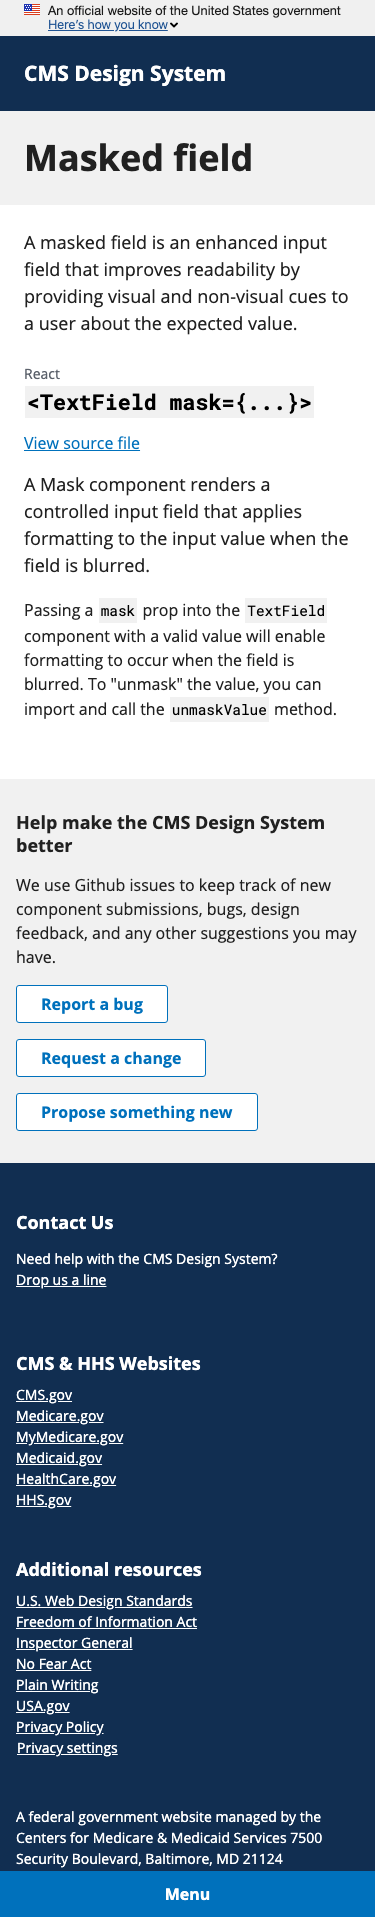 An official website of the United States government
Here's how you know
CMS Design System
Masked field
A masked field is an enhanced input
field that improves readability by
providing visual and non-visual cues to
a user about the expected value.
React
<TextField mask={...}>
View source file
A Mask component renders a
controlled input field that applies
formatting to the input value when the
field is blurred.
Passing a mask prop into the TextField
component with a valid value will enable
formatting to occur when the field is
blurred. To "unmask" the value, you can
import and call the unmaskValue method.
Help make the CMS Design System
better
We use Github issues to keep track of new
component submissions, bugs, design
feedback, and any other suggestions you may
have.
Report a bug
Request a change
Propose something new
Contact Us
Need help with the CMS Design System?
Drop us a line
CMS & HHS Websites
CMS.gov
Medicare.gov
MyMedicare.gov
Medicaid.gov
HealthCare.gov
HHS.gov
Additional resources
U.S. Web Design Standards
Freedom of Information Act
Inspector General
No Fear Act
Plain Writing
USA.gov
Privacy Policy
Privacy settings
A federal government website managed by the
Centers for Medicare & Medicaid Services 7500
Security Boulevard, Baltimore, MD 21124
Menu